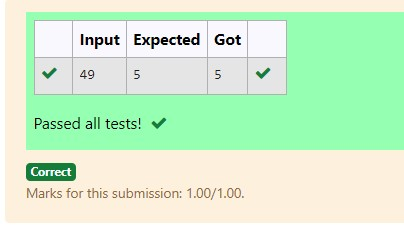 Input Expected Got
49 5 5
Passed all tests!
Correct
Marks for this submission: 1.00/1.00.